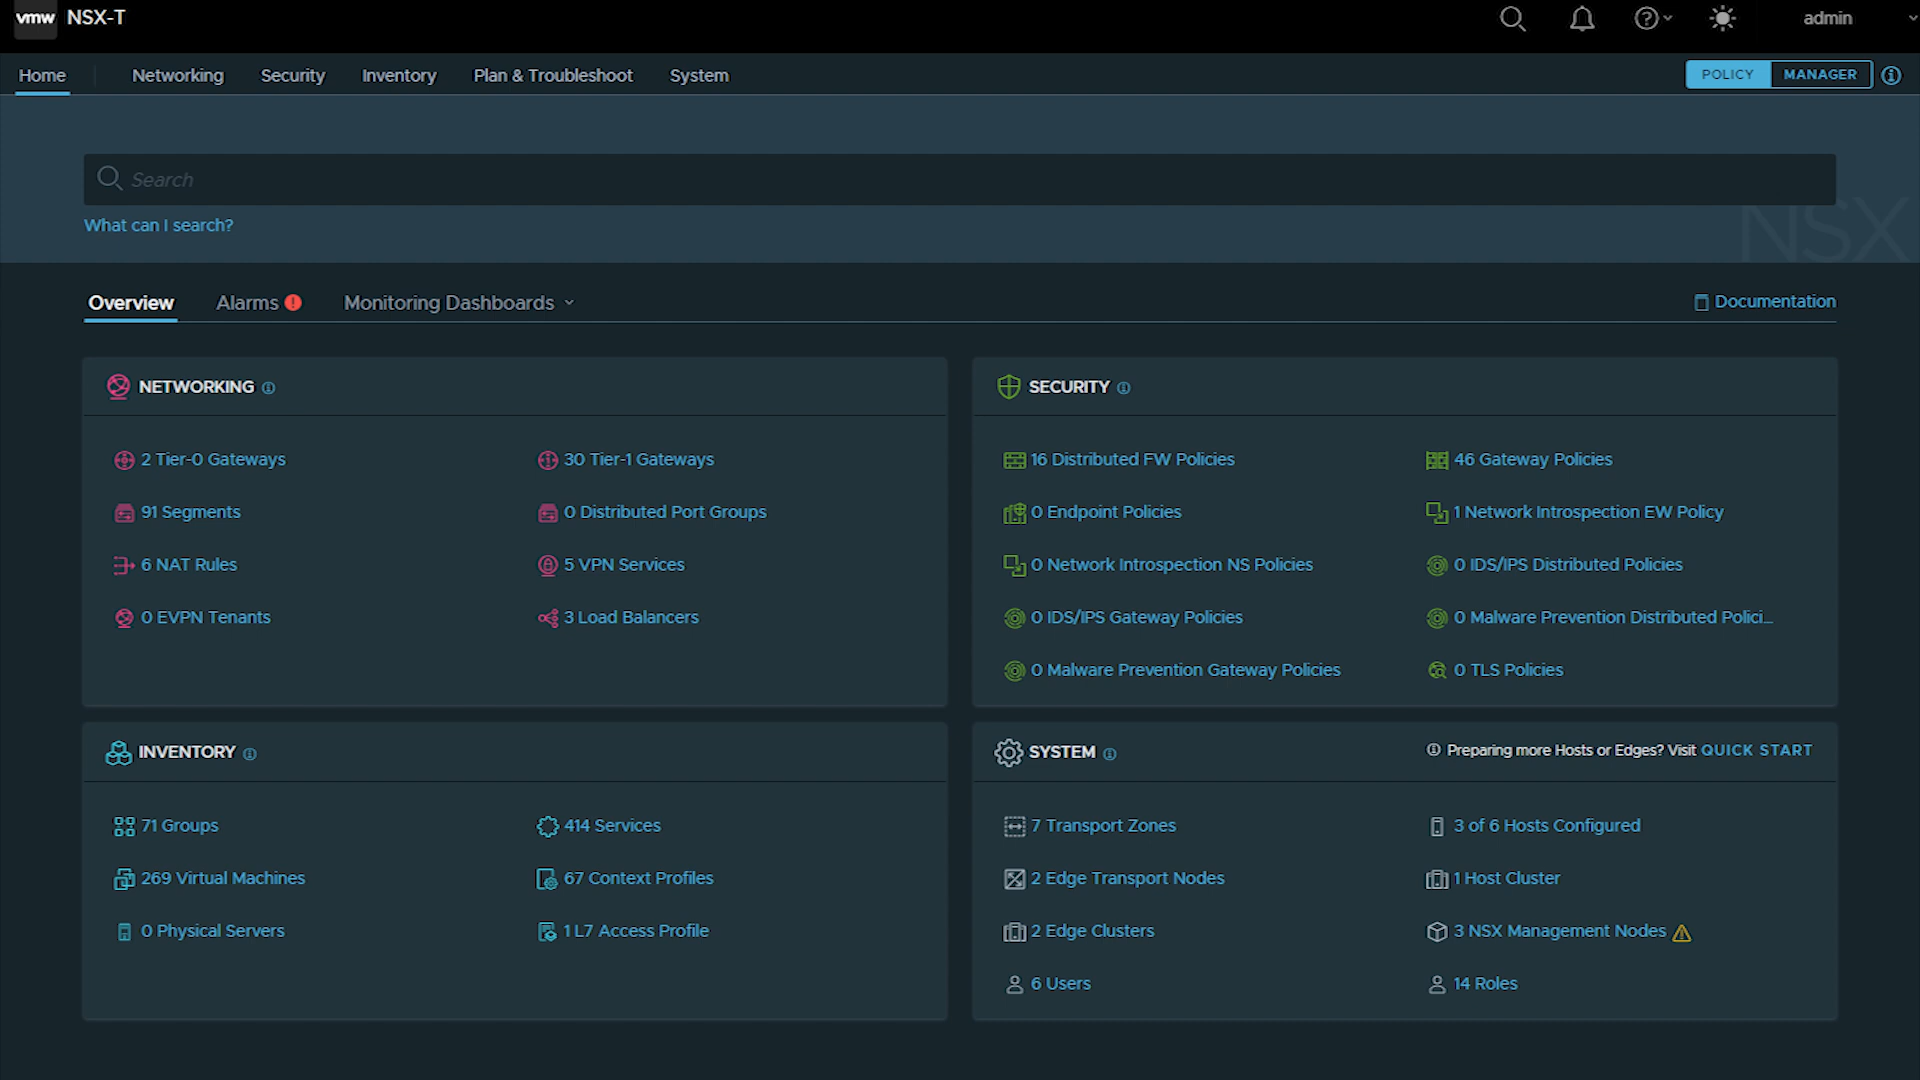 vmw NSX-T
admin
Home Networking Security Inventory Plan & Troubleshoot System
POLICY MANAGER
Search
What can I search?
NSX
Overview Alarms Monitoring Dashboards
Documentation
NETWORKING
2 Tier-0 Gateways
30 Tier-1 Gateways
91 Segments
0 Distributed Port Groups
6 NAT Rules
5 VPN Services
0 EVPN Tenants
3 Load Balancers
SECURITY
16 Distributed FW Policies
46 Gateway Policies
0 Endpoint Policies
1 Network Introspection EW Policy
0 Network Introspection NS Policies
0 IDS/IPS Distributed Policies
0 IDS/IPS Gateway Policies
0 Malware Prevention Distributed Polici...
0 Malware Prevention Gateway Policies
0 TLS Policies
INVENTORY
71 Groups
414 Services
269 Virtual Machines
67 Context Profiles
0 Physical Servers
1 L7 Access Profile
SYSTEM
Preparing more Hosts or Edges? Visit QUICK START
7 Transport Zones
3 of 6 Hosts Configured
2 Edge Transport Nodes
1 Host Cluster
2 Edge Clusters
3 NSX Management Nodes
6 Users
14 Roles